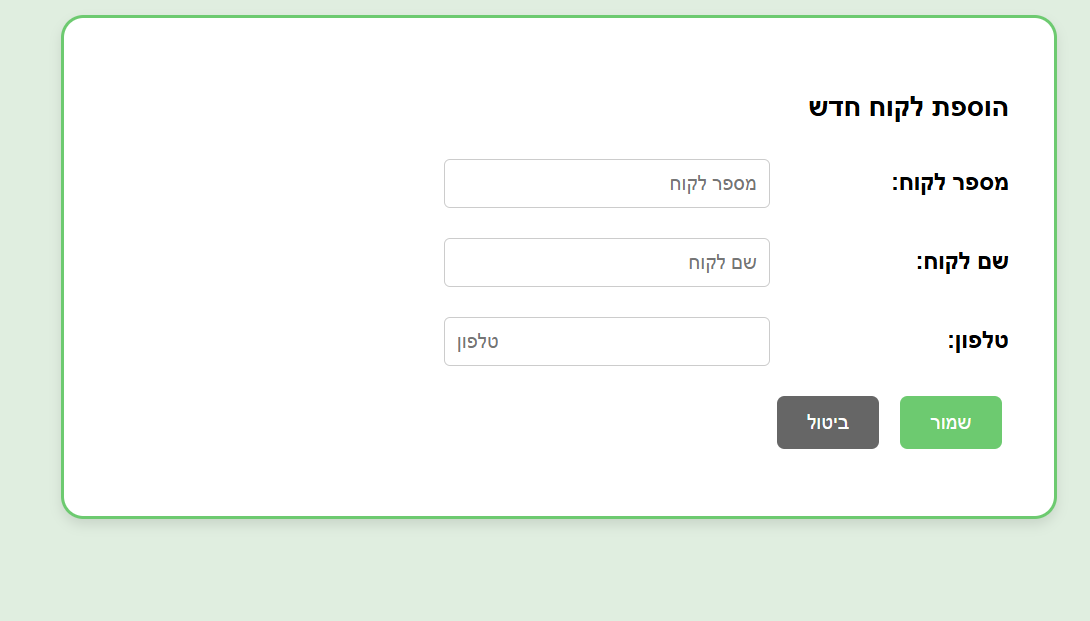 הוספת לקוח חדש
מספר לקוח: מספר לקוח
שם לקוח: שם לקוח
טלפון: טלפון
שמור ביטול